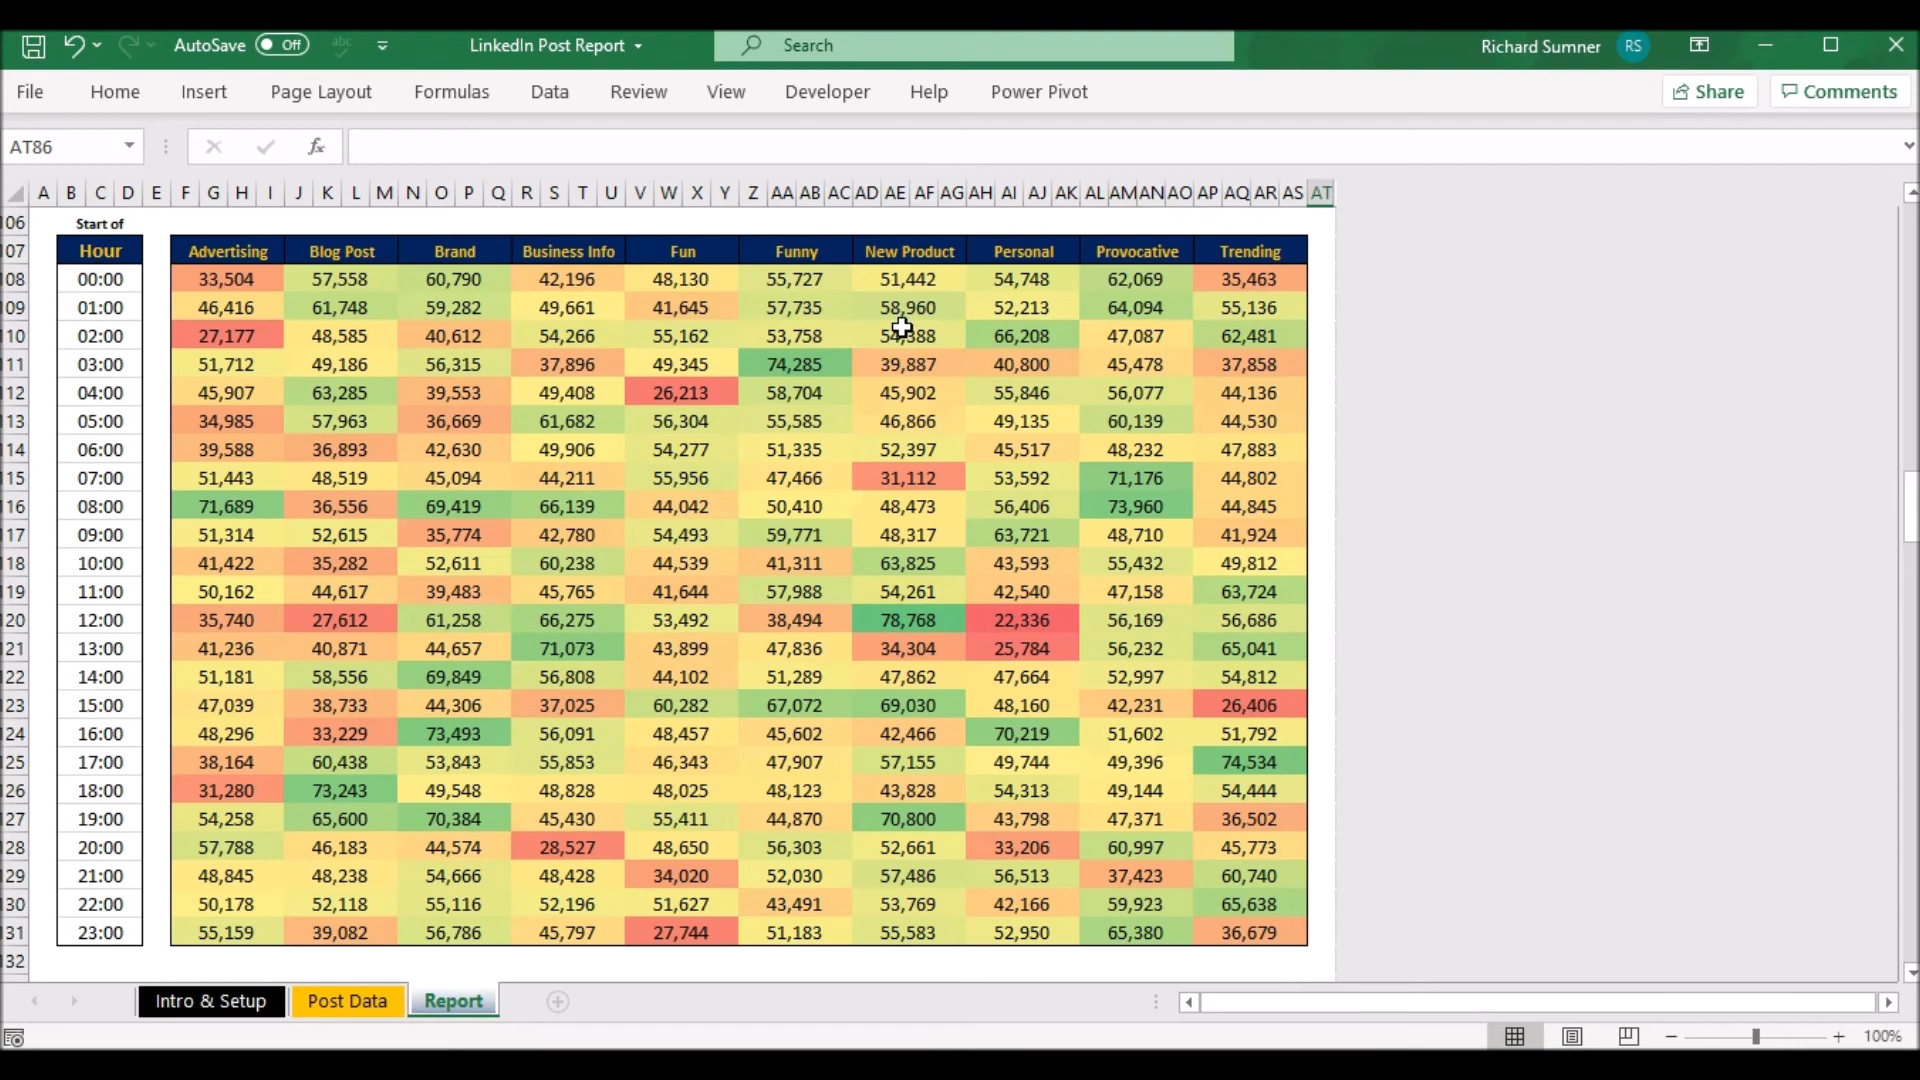 AutoSave Off abc LinkedIn Post Report Search Richard Sumner RS
File Home Insert Page Layout Formulas Data Review View Developer Help Power Pivot Share Comments
AT86 fx
A B C D E F G H I J K L M N O P Q R S T U V W X Y Z AA AB AC AD AE AF AG AH AI AJ AK AL AM AN AO AP AQ AR AS AT
106 Start of
107 Hour Advertising Blog Post Brand Business Info Fun Funny New Product Personal Provocative Trending
108 00:00 33,504 57,558 60,790 42,196 48,130 55,727 51,442 54,748 62,069 35,463
109 01:00 46,416 61,748 59,282 49,661 41,645 57,735 58,960 52,213 64,094 55,136
110 02:00 27,177 48,585 40,612 54,266 55,162 53,758 54,388 66,208 47,087 62,481
111 03:00 51,712 49,186 56,315 37,896 49,345 74,285 39,887 40,800 45,478 37,858
112 04:00 45,907 63,285 39,553 49,408 26,213 58,704 45,902 55,846 56,077 44,136
113 05:00 34,985 57,963 36,669 61,682 56,304 55,585 46,866 49,135 60,139 44,530
114 06:00 39,588 36,893 42,630 49,906 54,277 51,335 52,397 45,517 48,232 47,883
115 07:00 51,443 48,519 45,094 44,211 55,956 47,466 31,112 53,592 71,176 44,802
116 08:00 71,689 36,556 69,419 66,139 44,042 50,410 48,473 56,406 73,960 44,845
117 09:00 51,314 52,615 35,774 42,780 54,493 59,771 48,317 63,721 48,710 41,924
118 10:00 41,422 35,282 52,611 60,238 44,539 41,311 63,825 43,593 55,432 49,812
119 11:00 50,162 44,617 39,483 45,765 41,644 57,988 54,261 42,540 47,158 63,724
120 12:00 35,740 27,612 61,258 66,275 53,492 38,494 78,768 22,336 56,169 56,686
121 13:00 41,236 40,871 44,657 71,073 43,899 47,836 34,304 25,784 56,232 65,041
122 14:00 51,181 58,556 69,849 56,808 44,102 51,289 47,862 47,664 52,997 54,812
123 15:00 47,039 38,733 44,306 37,025 60,282 67,072 69,030 48,160 42,231 26,406
124 16:00 48,296 33,229 73,493 56,091 48,457 45,602 42,466 70,219 51,602 51,792
125 17:00 38,164 60,438 53,843 55,853 46,343 47,907 57,155 49,744 49,396 74,534
126 18:00 31,280 73,243 49,548 48,828 48,025 48,123 43,828 54,313 49,144 54,444
127 19:00 54,258 65,600 70,384 45,430 55,411 44,870 70,800 43,798 47,371 36,502
128 20:00 57,788 46,183 44,574 28,527 48,650 56,303 52,661 33,206 60,997 45,773
129 21:00 48,845 48,238 54,666 48,428 34,020 52,030 57,486 56,513 37,423 60,740
130 22:00 50,178 52,118 55,116 52,196 51,627 43,491 53,769 42,166 59,923 65,638
131 23:00 55,159 39,082 56,786 45,797 27,744 51,183 55,583 52,950 65,380 36,679
132
Intro & Setup Post Data Report
100%